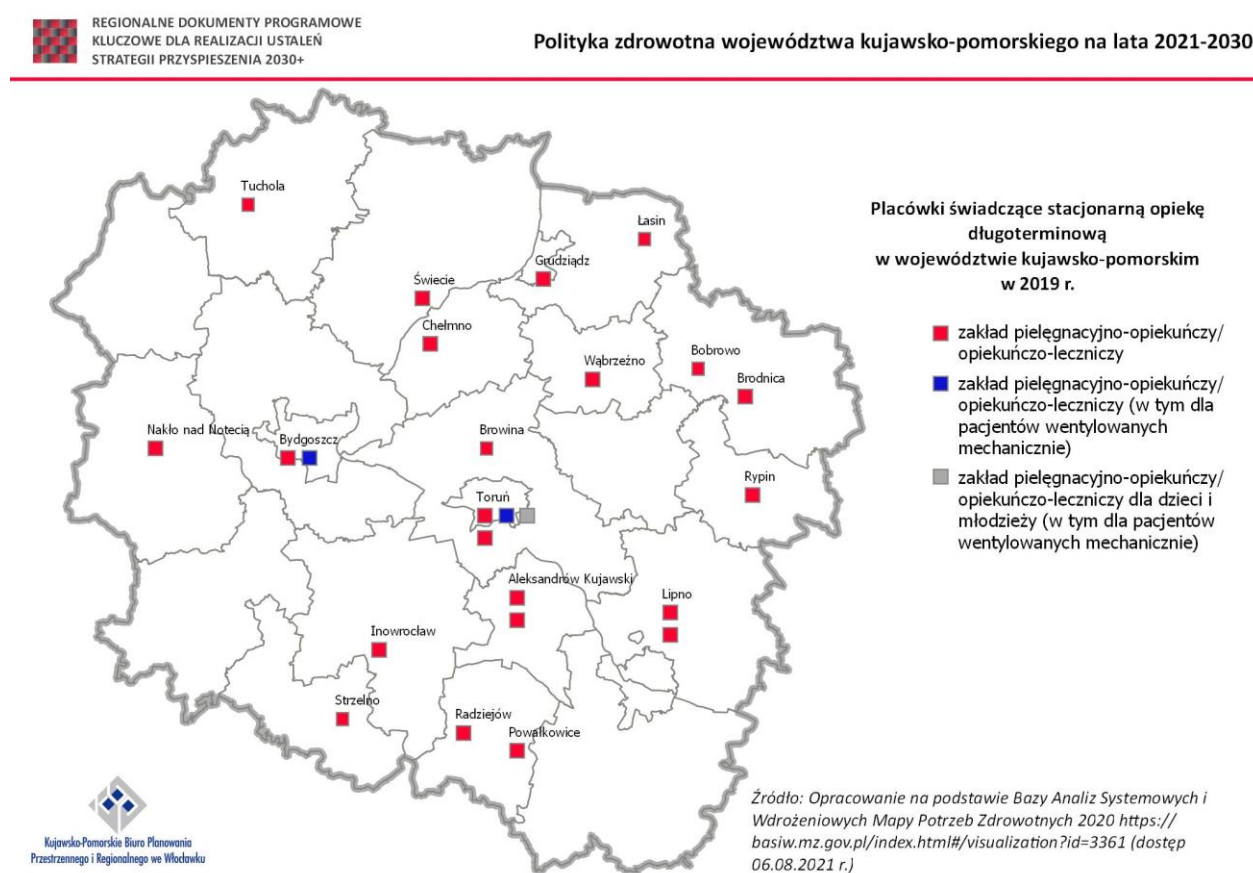 REGIONALNE DOKUMENTY PROGRAMOWE
KLUCZOWE DLA REALIZACJI USTALEŃ
STRATEGII PRZYSPIESZENIA 2030+
Polityka zdrowotna województwa kujawsko-pomorskiego na lata 2021-2030
Placówki świadczące stacjonarną opiekę
długoterminową
w województwie kujawsko-pomorskim
w 2019 r.
zakład pielęgnacyjno-opiekuńczy/
opiekuńczo-leczniczy
zakład pielęgnacyjno-opiekuńczy/
opiekuńczo-leczniczy (w tym dla
pacjentów wentylowanych
mechanicznie)
zakład pielęgnacyjno-opiekuńczy/
opiekuńczo-leczniczy dla dzieci i
młodzieży (w tym dla pacjentów
wentylowanych mechanicznie)
Tuchola
Łasin
Grudziądz
Świecie
Chełmno
Wąbrzeźno
Bobrowo
Brodnica
Nakło nad Notecią
Bydgoszcz
Browina
Rypin
Toruń
Aleksandrów Kujawski
Lipno
Inowrocław
Strzelno
Radziejów
Powałkowice
Kujawsko-Pomorskie Biuro Planowania
Przestrzennego i Regionalnego we Włocławku
Źródło: Opracowanie na podstawie Bazy Analiz Systemowych i
Wdrożeniowych Mapy Potrzeb Zdrowotnych 2020 https://
basiw.mz.gov.pl/index.html#/visualization?id=3361 (dostęp
06.08.2021 r.)